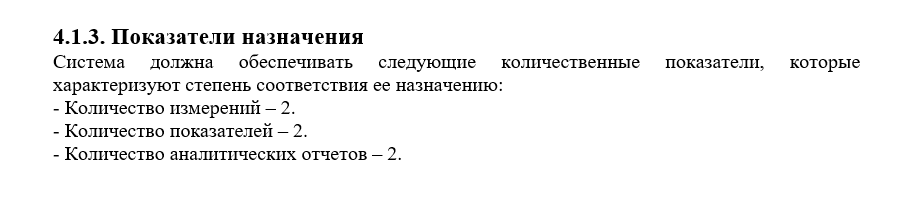 4.1.3. Показатели назначения
Система должна обеспечивать следующие количественные показатели, которые
характеризуют степень соответствия ее назначению:
- Количество измерений – 2.
- Количество показателей – 2.
- Количество аналитических отчетов – 2.